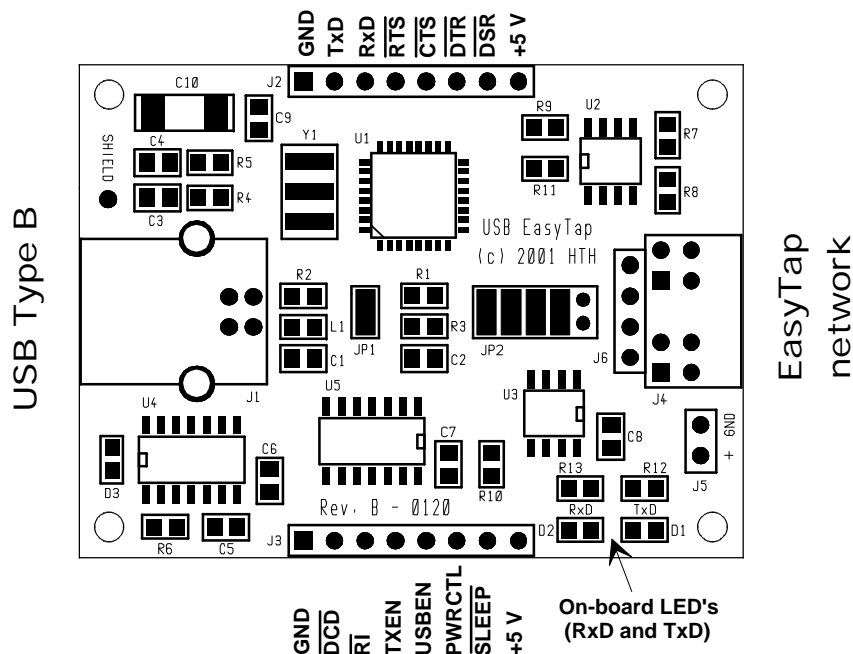 GND
TxD
RxD
RTS
CTS
DTR
DSR
+5 V
J2
C10
C9
R9
U2
R7
C4
SHIELD
R5
Y1
U1
R11
R8
C3
R4
USB EasyTap
(c) 2001 HTH
USB Type B
EasyTap
network
R2
R1
L1
R3
JP1
JP2
J6
C1
C2
J1
J4
U4
U5
U3
C6
C7
C8
+ GND
D3
R10
R13
R12
J5
Rev. B - 0120
RxD
TxD
R6
C5
J3
D2
D1
GND
DCD
RI
TXEN
USBEN
PWRCTL
SLEEP
+5 V
On-board LED's
(RxD and TxD)